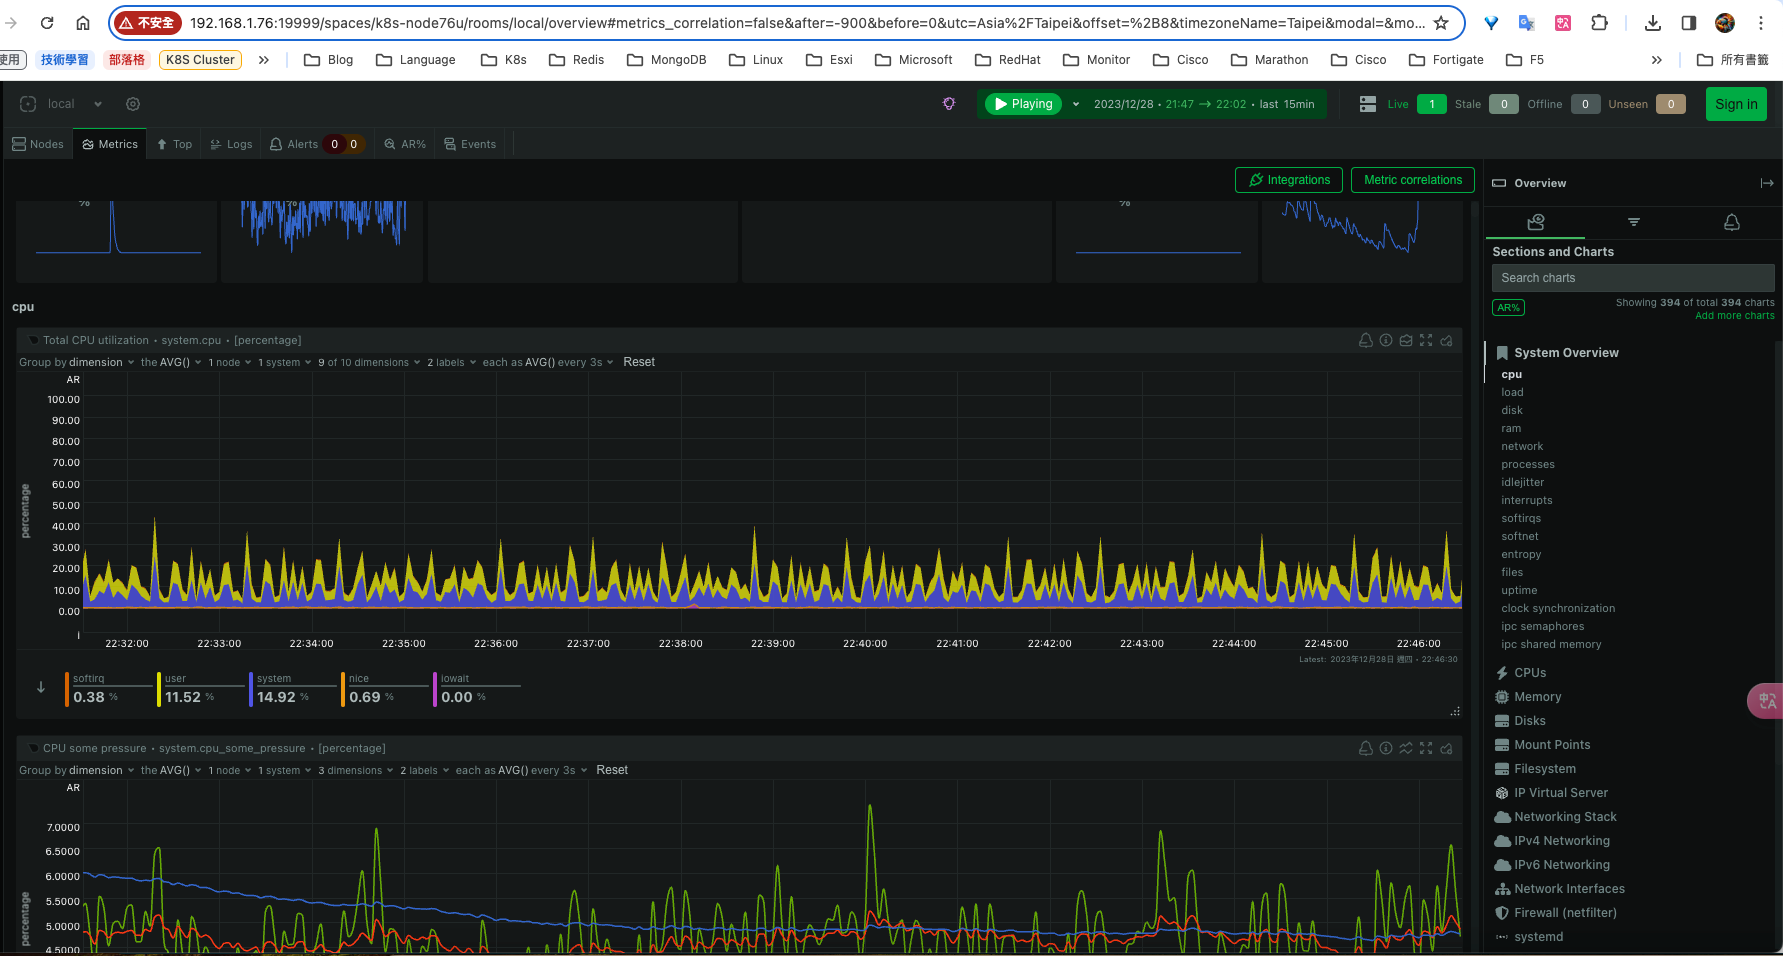 不安全 192.168.1.76:19999/spaces/k8s-node76u/rooms/local/overview#metrics_correlation=false&after=-900&before=0&utc=Asia%2FTaipei&offset=%2B8&timezoneName=Taipei&modal=&mo...
使用 技術學習 部落格 K8S Cluster » Blog Language K8s Redis MongoDB Linux Esxi Microsoft RedHat Monitor Cisco Marathon Cisco Fortigate F5 » 所有書籤
local Playing 2023/12/28 • 21:47 → 22:02 • last 15min Live 1 Stale 0 Offline 0 Unseen 0 Sign in
Nodes Metrics Top Logs Alerts 0 0 AR% Events
Integrations Metric correlations
% % %
cpu
Total CPU utilization • system.cpu • [percentage]
Group by dimension the AVG() 1 node 1 system 9 of 10 dimensions 2 labels each as AVG() every 3s Reset
AR
100.00
90.00
80.00
70.00
60.00
50.00
40.00
30.00
20.00
10.00
0.00
percentage
22:32:00 22:33:00 22:34:00 22:35:00 22:36:00 22:37:00 22:38:00 22:39:00 22:40:00 22:41:00 22:42:00 22:43:00 22:44:00 22:45:00 22:46:00
Latest: 2023年12月28日 週四 • 22:46:30
softirq user system nice iowait
0.38 % 11.52 % 14.92 % 0.69 % 0.00 %
CPU some pressure • system.cpu_some_pressure • [percentage]
Group by dimension the AVG() 1 node 1 system 3 dimensions 2 labels each as AVG() every 3s Reset
AR
7.0000
6.5000
6.0000
5.5000
5.0000
4.5000
percentage
Overview
Sections and Charts
Search charts
AR% Showing 394 of total 394 charts
Add more charts
System Overview
cpu
load
disk
ram
network
processes
idlejitter
interrupts
softirqs
softnet
entropy
files
uptime
clock synchronization
ipc semaphores
ipc shared memory
CPUs
Memory
Disks
Mount Points
Filesystem
IP Virtual Server
Networking Stack
IPv4 Networking
IPv6 Networking
Network Interfaces
Firewall (netfilter)
systemd